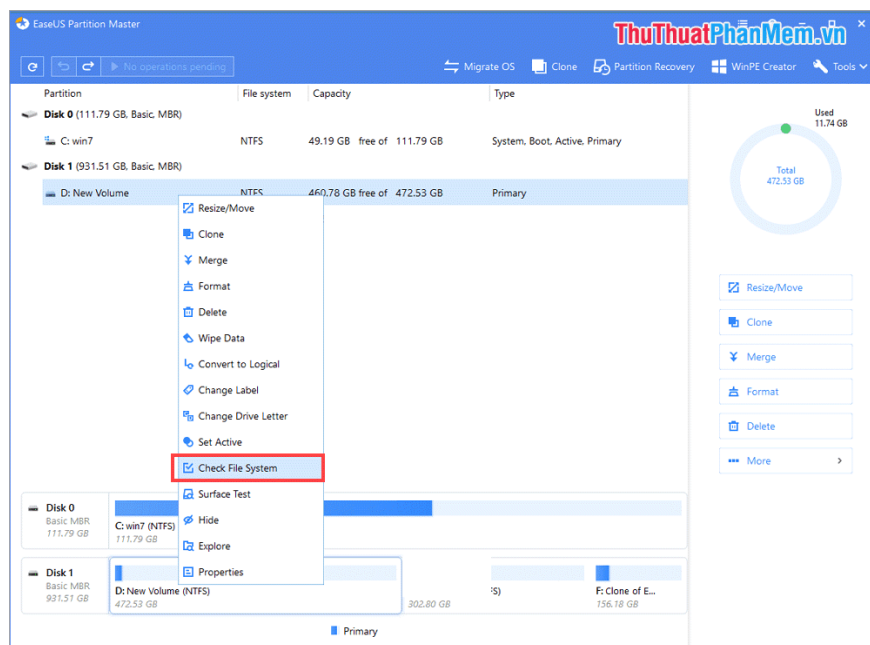 EaseUS Partition Master
ThuThuatPhanMem.vn
No operations pending
Migrate OS
Clone
Partition Recovery
WinPE Creator
Tools
Partition File system Capacity Type
Disk 0 (111.79 GB, Basic, MBR)
C: win7 NTFS 49.19 GB free of 111.79 GB System, Boot, Active, Primary
Disk 1 (931.51 GB, Basic, MBR)
D: New Volume NTFS 460.78 GB free of 472.53 GB Primary
Resize/Move
Clone
Merge
Format
Delete
Wipe Data
Convert to Logical
Change Label
Change Drive Letter
Set Active
Check File System
Surface Test
Hide
Explore
Properties
Used
11.74 GB
Total
472.53 GB
Resize/Move
Clone
Merge
Format
Delete
More
Disk 0
Basic MBR
111.79 GB
C: win7 (NTFS)
111.79 GB
Disk 1
Basic MBR
931.51 GB
D: New Volume (NTFS)
472.53 GB
302.80 GB
FS)
F: Clone of E...
156.18 GB
Primary